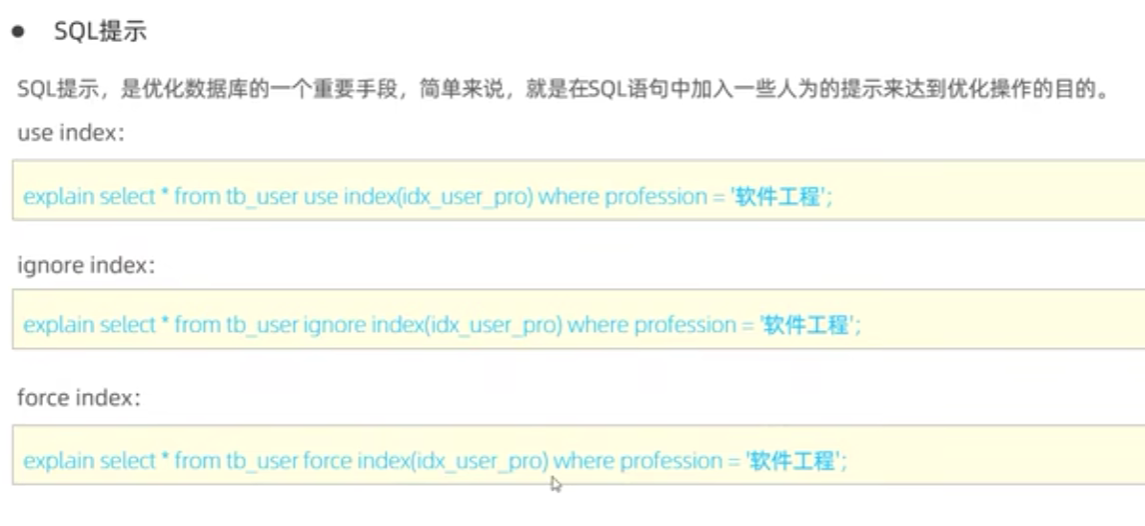 ● SQL提示
SQL提示，是优化数据库的一个重要手段，简单来说，就是在SQL语句中加入一些人为的提示来达到优化操作的目的。
use index：
explain select * from tb_user use index(idx_user_pro) where profession = '软件工程';
ignore index：
explain select * from tb_user ignore index(idx_user_pro) where profession = '软件工程';
force index：
explain select * from tb_user force index(idx_user_pro) where profession = '软件工程';